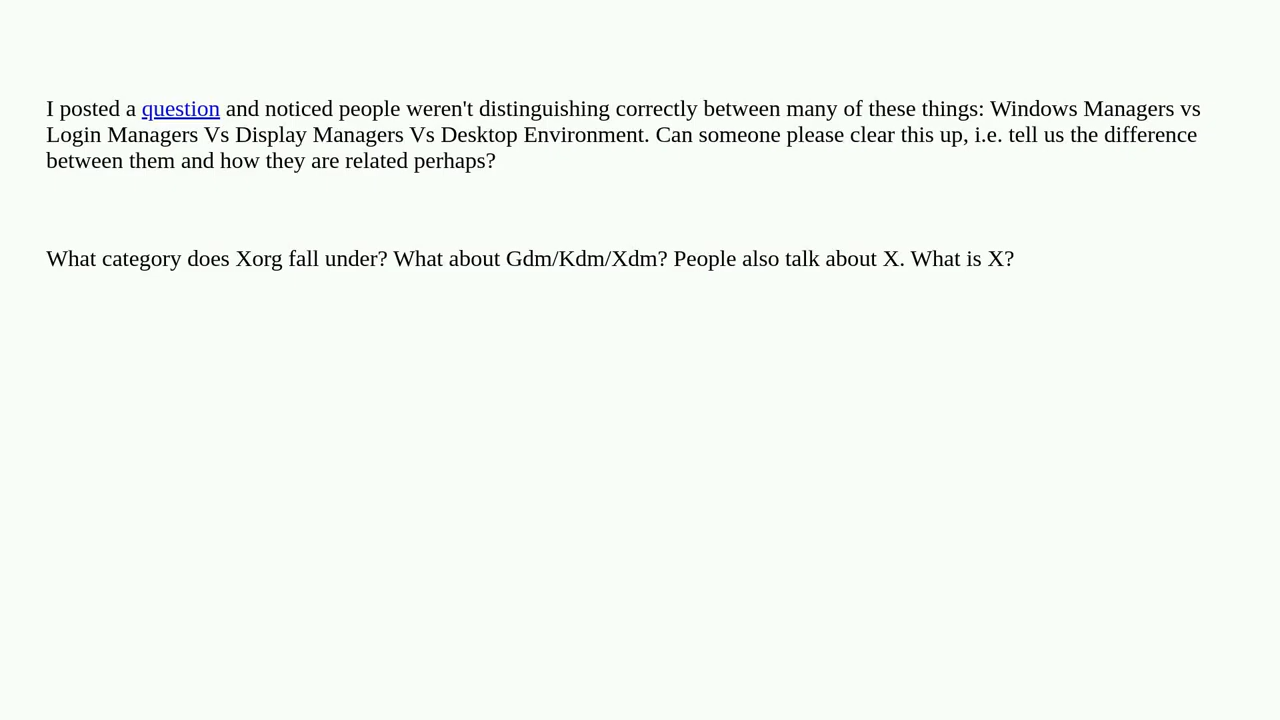 I posted a question and noticed people weren't distinguishing correctly between many of these things: Windows Managers vs
Login Managers Vs Display Managers Vs Desktop Environment. Can someone please clear this up, i.e. tell us the difference
between them and how they are related perhaps?
What category does Xorg fall under? What about Gdm/Kdm/Xdm? People also talk about X. What is X?